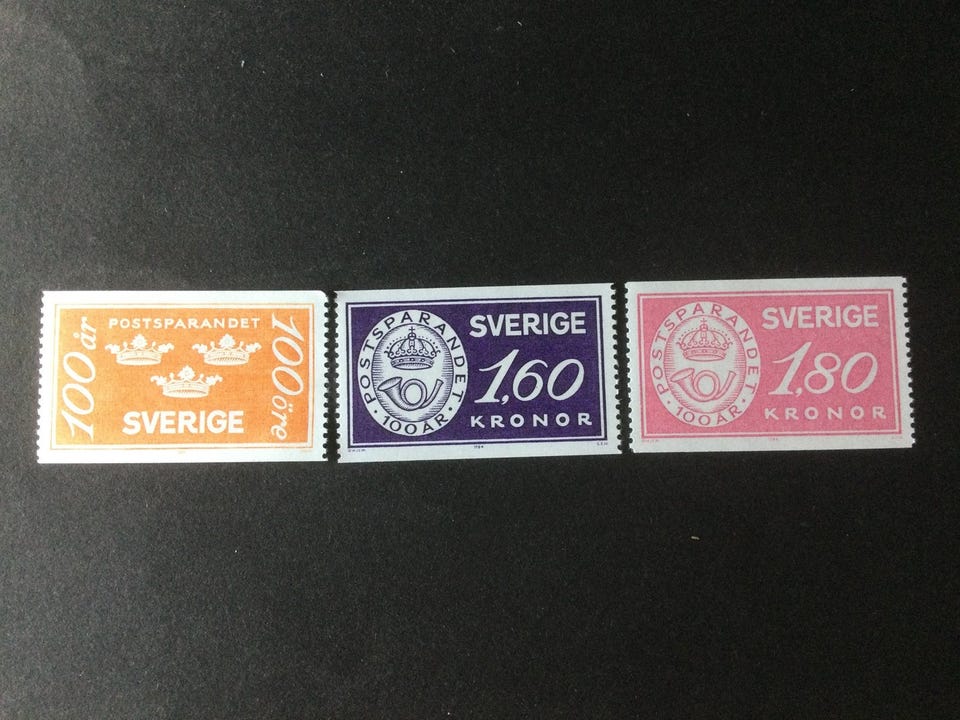 100 år
POSTSPARANDET
SVERIGE
100 öre
POSTSPARANDET
100 ÅR
SVERIGE
1,60
KRONOR
1984
POSTSPARANDET
100 ÅR
SVERIGE
1,80
KRONOR